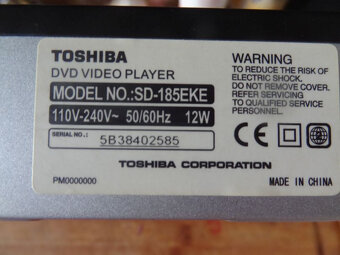 TOSHIBA
DVD VIDEO PLAYER
MODEL NO.:SD-185EKE
110V-240V~ 50/60Hz 12W
SERIAL NO.: 5B38402585
WARNING
TO REDUCE THE RISK OF
ELECTRIC SHOCK.
DO NOT REMOVE COVER.
REFER SERVICING TO
QUALIFIED PERSONNEL.
CE
TOSHIBA CORPORATION
PM0000000
MADE IN CHINA